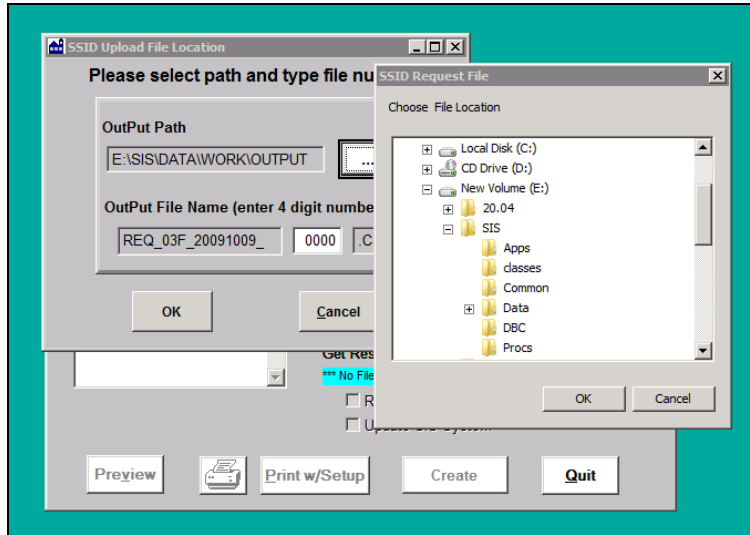 SSID Upload File Location
Please select path and type file nu
OutPut Path
E:\SIS\DATA\WORK\OUTPUT
...
OutPut File Name (enter 4 digit numbe
REQ_03F_20091009_ 0000 .C
OK Cancel
SSID Request File
Choose File Location
Local Disk (C:)
CD Drive (D:)
New Volume (E:)
20.04
SIS
Apps
classes
Common
Data
DBC
Procs
OK Cancel
Get Res
*** No File
R
Preview Print w/Setup Create Quit